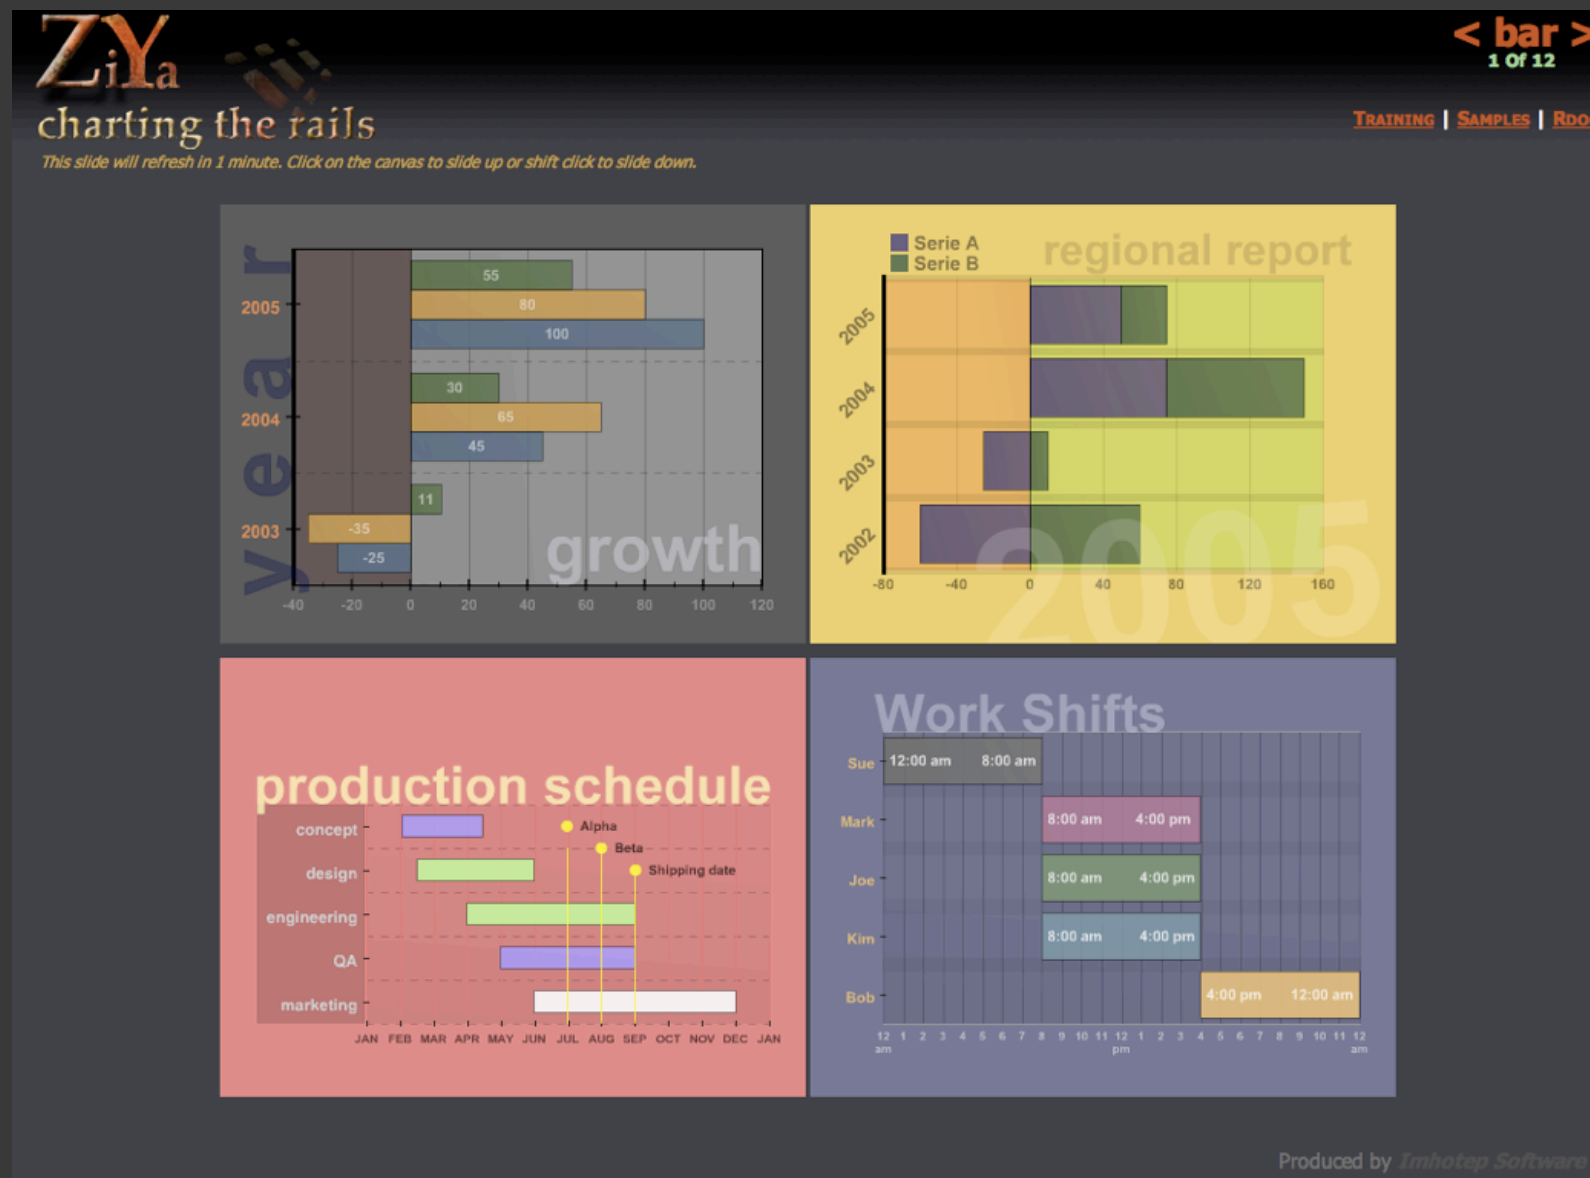 ZiYa
< bar >
1 Of 12
charting the rails
TRAINING | SAMPLES |
This slide will refresh in 1 minute. Click on the canvas to slide up or shift click to slide down.
year
2005
55
80
100
2004
30
65
45
2003
11
-35
-25
growth
-40 -20 0 20 40 60 80 100 120
Serie A
Serie B
regional report
2005
2004
2003
2002
2005
-80 -40 0 40 80 120 160
production schedule
concept
Alpha
Beta
design
Shipping date
engineering
QA
marketing
JAN FEB MAR APR MAY JUN JUL AUG SEP OCT NOV DEC JAN
Work Shifts
Sue 12:00 am 8:00 am
Mark 8:00 am 4:00 pm
Joe 8:00 am 4:00 pm
Kim 8:00 am 4:00 pm
Bob 4:00 pm 12:00 am
12 1 2 3 4 5 6 7 8 9 10 11 12 1 2 3 4 5 6 7 8 9 10 11 12
am pm am
Produced by Imhotep Software